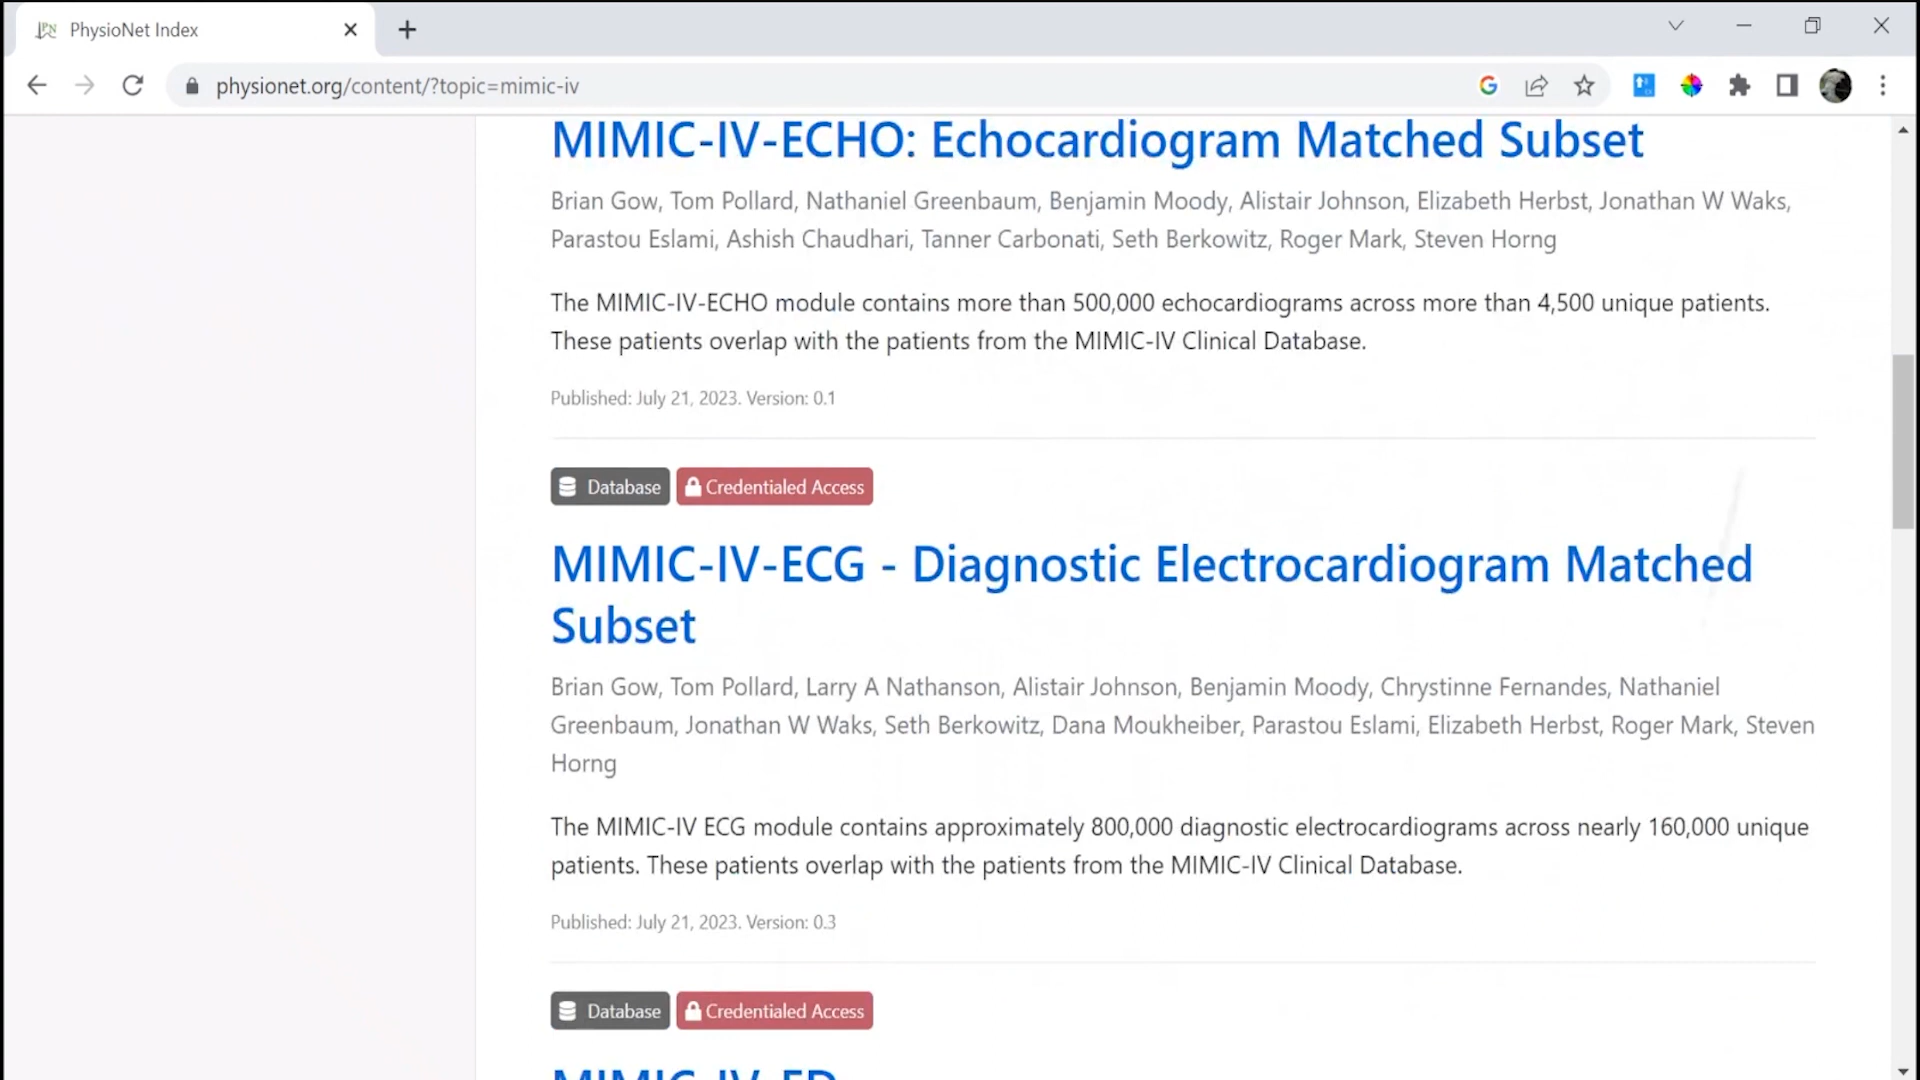 PhysioNet Index
physionet.org/content/?topic=mimic-iv
MIMIC-IV-ECHO: Echocardiogram Matched Subset
Brian Gow, Tom Pollard, Nathaniel Greenbaum, Benjamin Moody, Alistair Johnson, Elizabeth Herbst, Jonathan W Waks,
Parastou Eslami, Ashish Chaudhari, Tanner Carbonati, Seth Berkowitz, Roger Mark, Steven Horng
The MIMIC-IV-ECHO module contains more than 500,000 echocardiograms across more than 4,500 unique patients.
These patients overlap with the patients from the MIMIC-IV Clinical Database.
Published: July 21, 2023. Version: 0.1
Database Credentialed Access
MIMIC-IV-ECG - Diagnostic Electrocardiogram Matched
Subset
Brian Gow, Tom Pollard, Larry A Nathanson, Alistair Johnson, Benjamin Moody, Chrystinne Fernandes, Nathaniel
Greenbaum, Jonathan W Waks, Seth Berkowitz, Dana Moukheiber, Parastou Eslami, Elizabeth Herbst, Roger Mark, Steven
Horng
The MIMIC-IV ECG module contains approximately 800,000 diagnostic electrocardiograms across nearly 160,000 unique
patients. These patients overlap with the patients from the MIMIC-IV Clinical Database.
Published: July 21, 2023. Version: 0.3
Database Credentialed Access
MIMIC-IV-ED